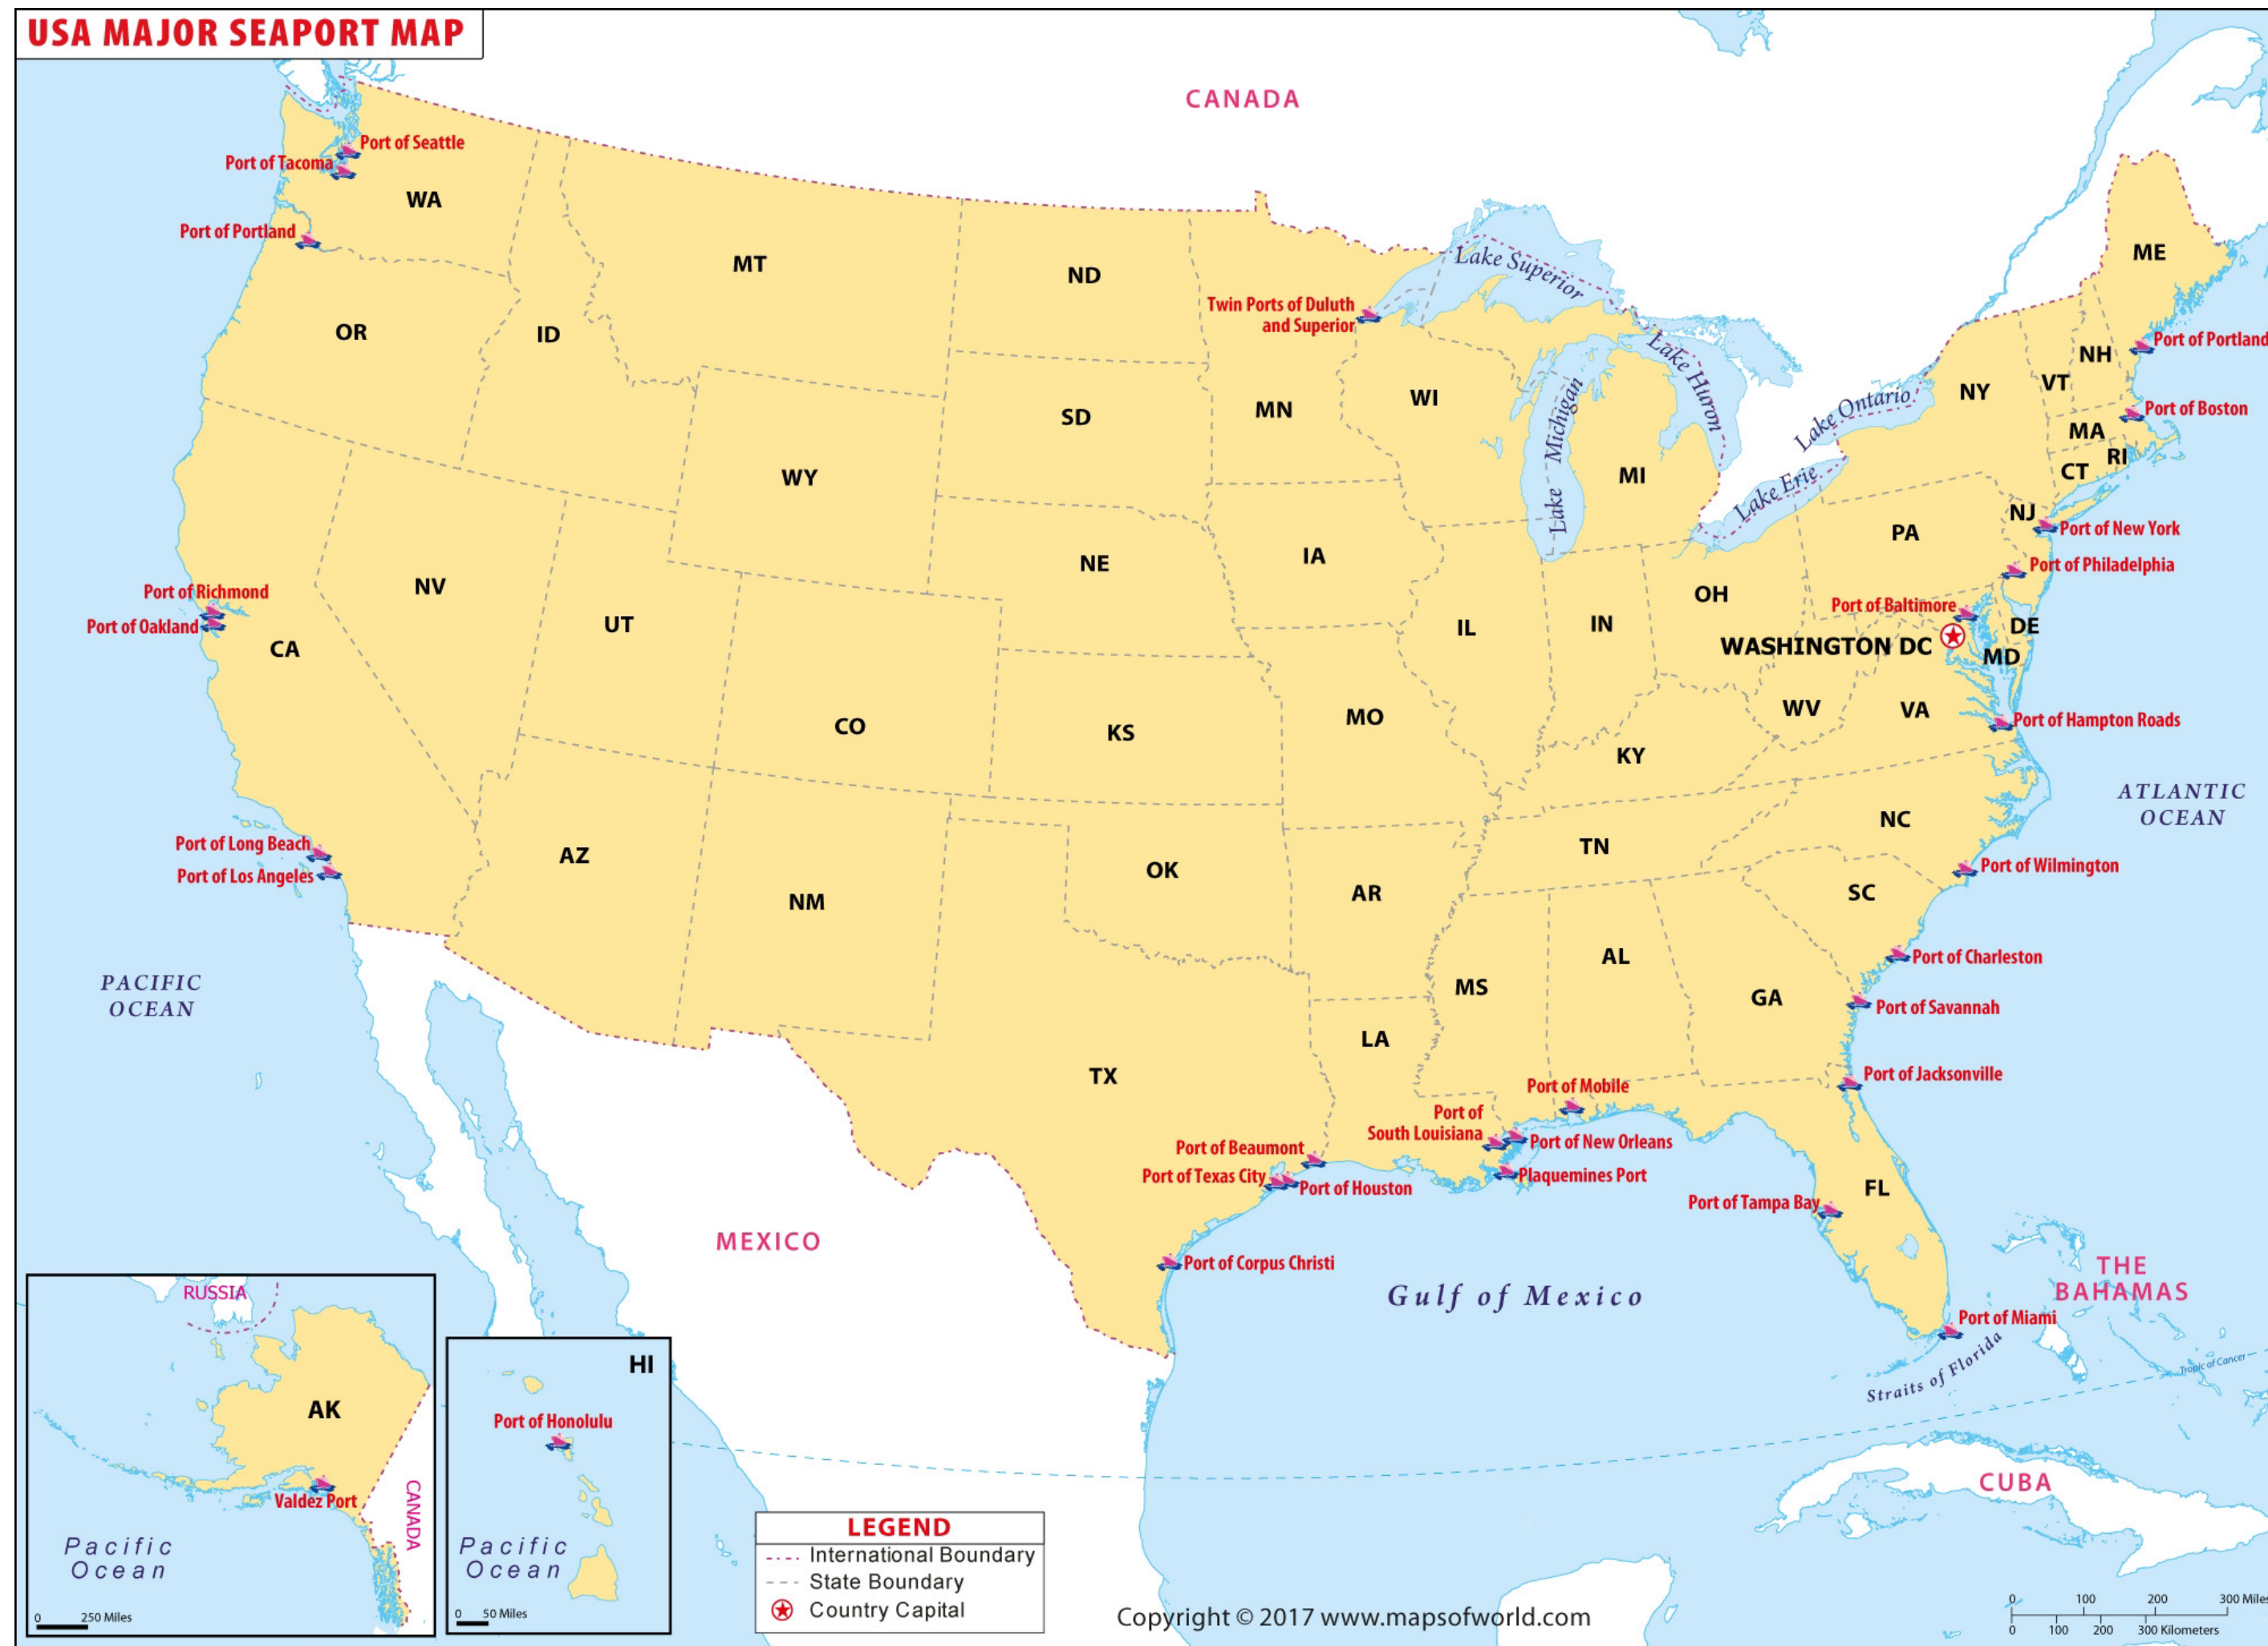 USA MAJOR SEAPORT MAP
CANADA
Port of Seattle
Port of Tacoma
WA
Port of Portland
MT
ND
ME
Lake Superior
Twin Ports of Duluth
and Superior
OR
ID
Port of Portland
NH
Lake Huron
VT
NY
WI
MN
SD
Lake Michigan
Lake Ontario
Port of Boston
MA
RI
CT
WY
MI
Lake Erie
NJ
Port of New York
PA
IA
NE
Port of Philadelphia
NV
Port of Richmond
OH
Port of Baltimore
Port of Oakland
UT
IL
IN
DE
CA
WASHINGTON DC
MD
WV
VA
Port of Hampton Roads
MO
CO
KS
KY
ATLANTIC
OCEAN
NC
TN
Port of Long Beach
AZ
Port of Los Angeles
OK
Port of Wilmington
NM
AR
SC
AL
Port of Charleston
PACIFIC
OCEAN
MS
GA
Port of Savannah
LA
TX
Port of Jacksonville
Port of Mobile
Port of
South Louisiana
Port of New Orleans
Port of Beaumont
Port of Texas City
Port of Houston
Plaquemines Port
FL
Port of Tampa Bay
MEXICO
Port of Corpus Christi
Gulf of Mexico
THE
BAHAMAS
Port of Miami
Straits of Florida
Tropic of Cancer
RUSSIA
AK
Valdez Port
CANADA
Pacific
Ocean
0 250 Miles
HI
Port of Honolulu
Pacific
Ocean
0 50 Miles
CUBA
LEGEND
International Boundary
State Boundary
Country Capital
Copyright © 2017 www.mapsofworld.com
0 100 200 300 Miles
0 100 200 300 Kilometers